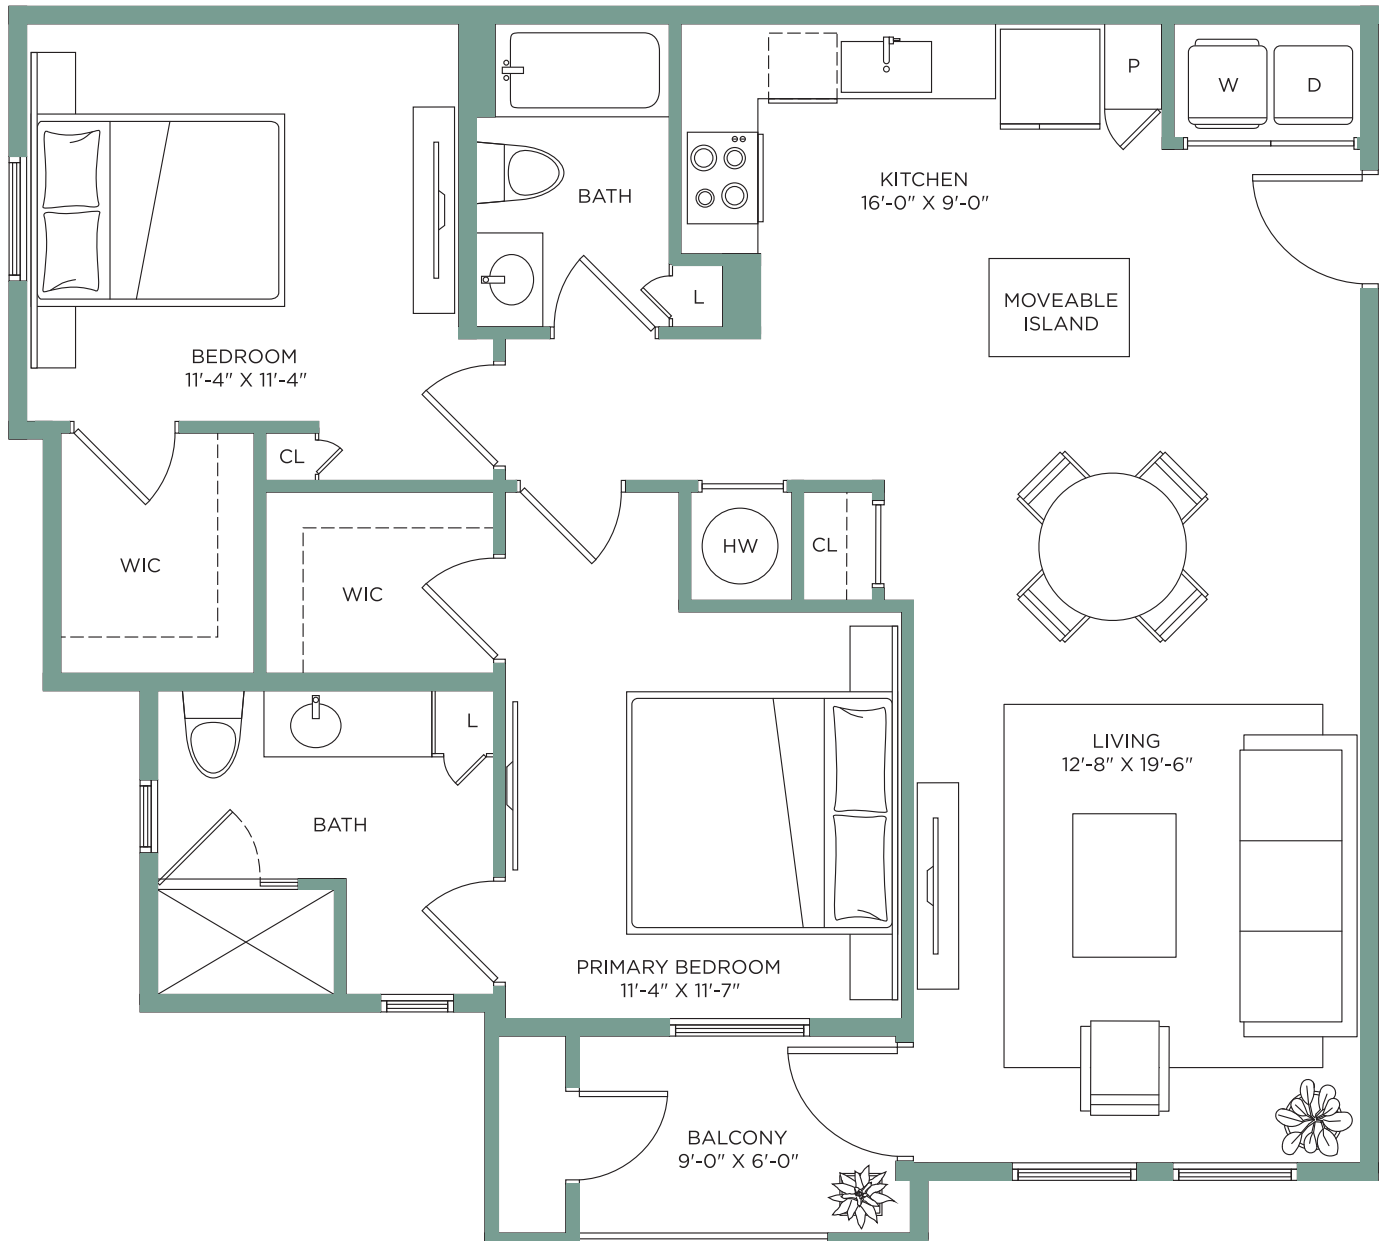 P
W
D
KITCHEN
16'-0" X 9'-0"
BATH
L
MOVEABLE
ISLAND
BEDROOM
11'-4" X 11'-4"
CL
WIC
WIC
HW
CL
L
BATH
LIVING
12'-8" X 19'-6"
PRIMARY BEDROOM
11'-4" X 11'-7"
BALCONY
9'-0" X 6'-0"